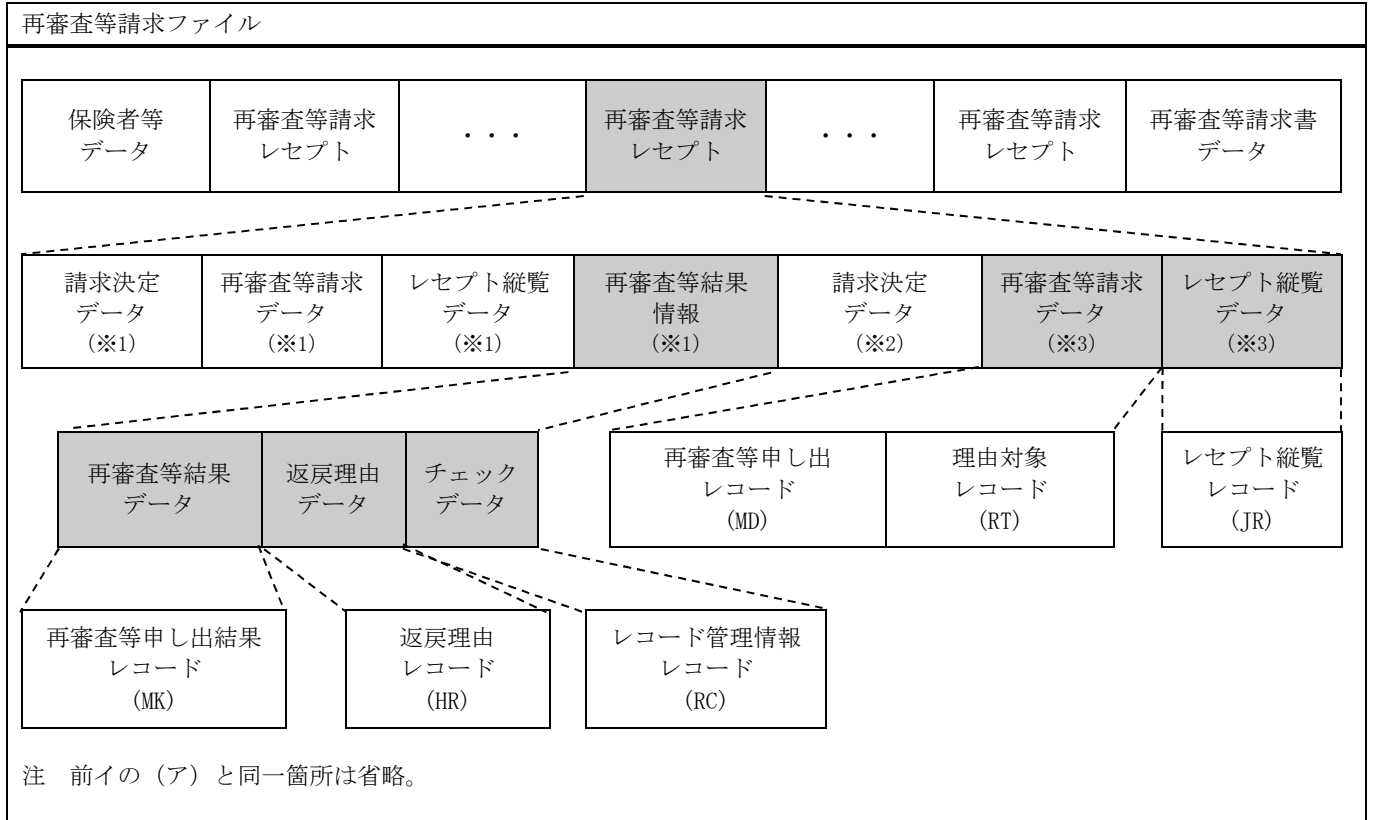 再審査等請求ファイル
保険者等
データ
再審査等請求
レセプト
・・・
再審査等請求
レセプト
・・・
再審査等請求
レセプト
再審査等請求書
データ
請求決定
データ
(※1)
再審査等請求
データ
(※1)
レセプト縦覧
データ
(※1)
再審査等結果
情報
(※1)
請求決定
データ
(※2)
再審査等請求
データ
(※3)
レセプト縦覧
データ
(※3)
再審査等結果
データ
返戻理由
データ
チェック
データ
再審査等申し出
レコード
(MD)
理由対象
レコード
(RT)
レセプト縦覧
レコード
(JR)
再審査等申し出結果
レコード
(MK)
返戻理由
レコード
(HR)
レコード管理情報
レコード
(RC)
注　前イの（ア）と同一箇所は省略。